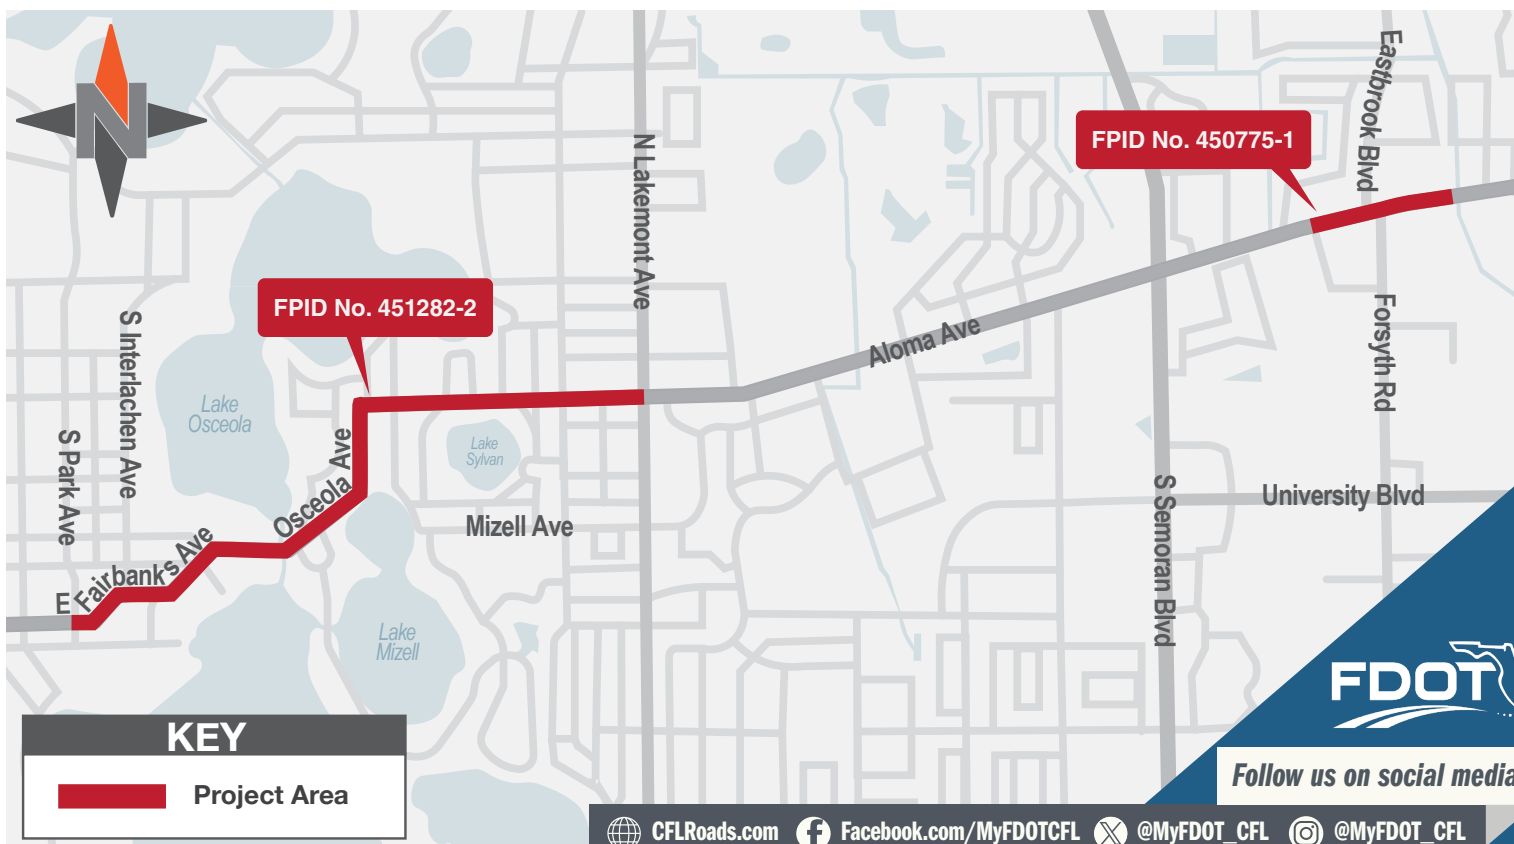 N
Eastbrook Blvd
FPID No. 450775-1
N Lakemont Ave
FPID No. 451282-2
S Interlachen Ave
Aloma Ave
Forsyth Rd
Lake
Osceola
S Park Ave
Osceola Ave
Lake
Sylvan
S Semoran Blvd
University Blvd
Mizell Ave
E Fairbanks Ave
Lake
Mizell
FDOT
KEY
Project Area
Follow us on social media
CFLRoads.com Facebook.com/MyFDOTCFL @MyFDOT_CFL @MyFDOT_CFL